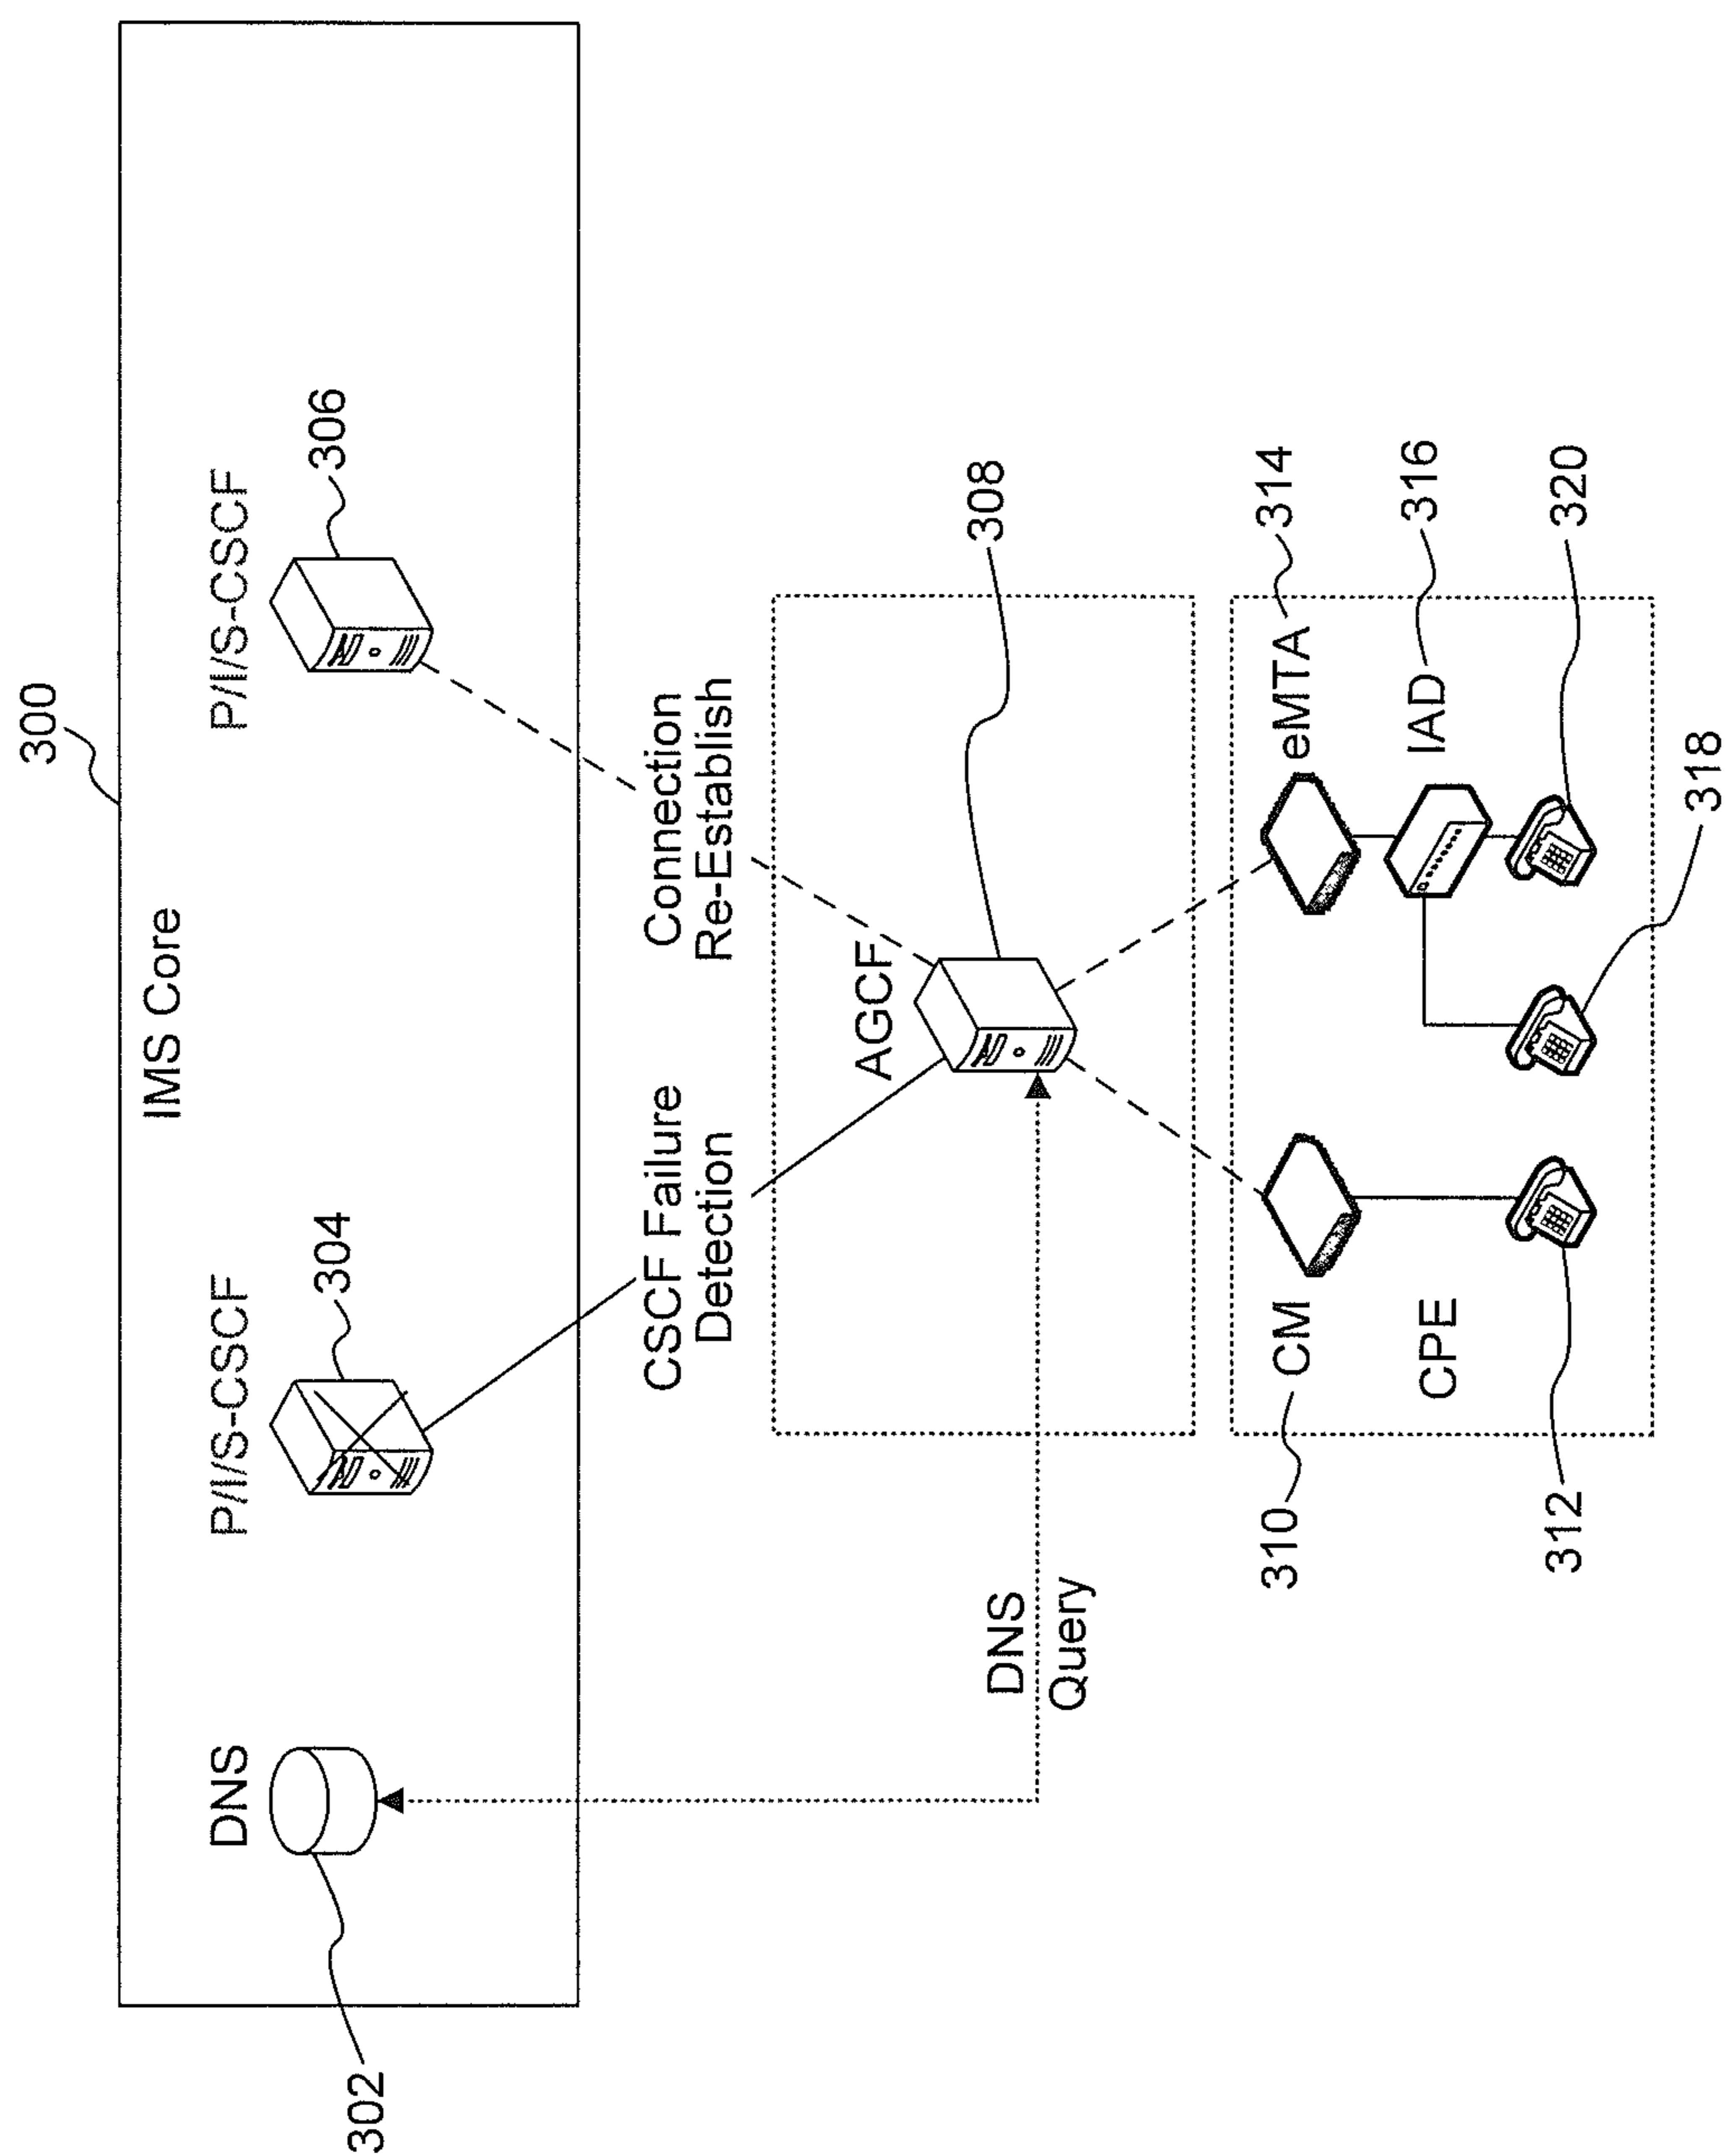 300
IMS Core
DNS
P/I/S-CSCF
P/I/S-CSCF
302
304
306
CSCF Failure
Detection
Connection
Re-Establish
DNS
Query
AGCF
308
310
CM
eMTA
314
CPE
IAD
316
312
318
320